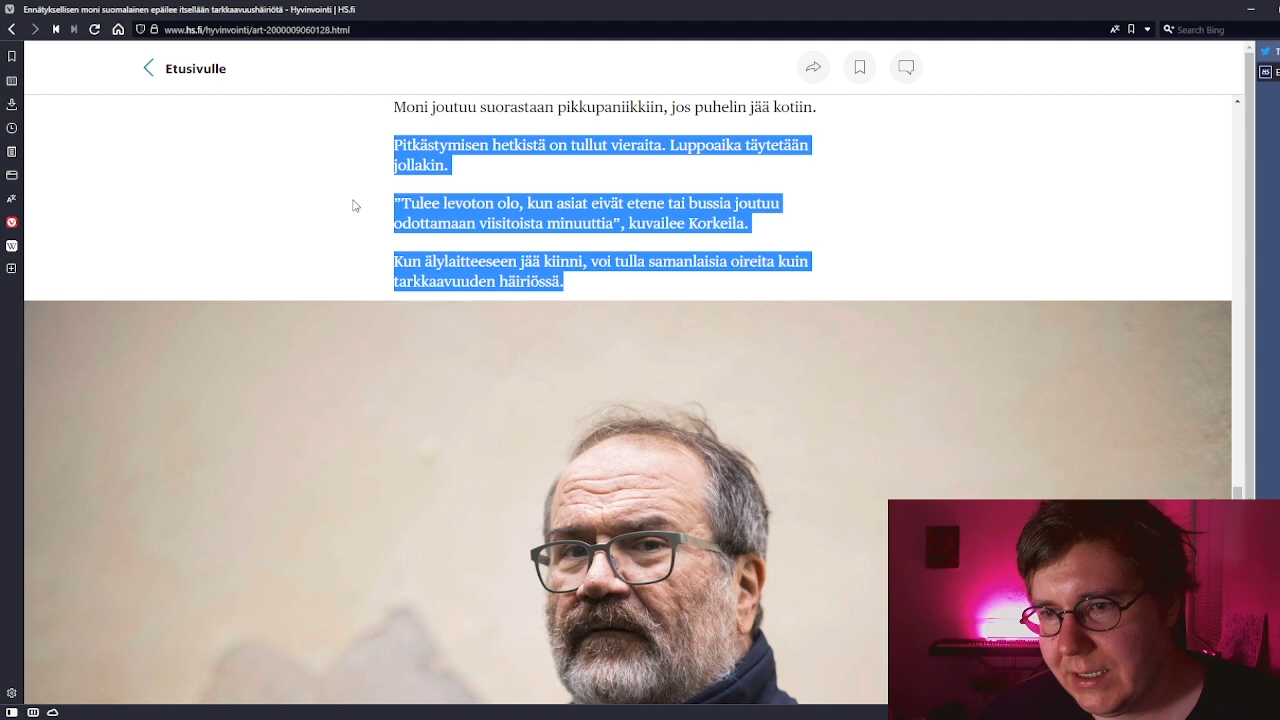 Ennätyksellisen moni suomalainen epäilee itsellään tarkkaavuushäiriötä - Hyvinvointi | HS.fi
www.hs.fi/hyvinvointi/art-2000009060128.html
Search Bing
Etusivulle
Moni joutuu suorastaan pikkupaniikkiin, jos puhelin jää kotiin.
Pitkästymisen hetkistä on tullut vieraita. Luppoaika täytetään
jollakin.
”Tulee levoton olo, kun asiat eivät etene tai bussia joutuu
odottamaan viisitoista minuuttia”, kuvailee Korkeila.
Kun älylaitteeseen jää kiinni, voi tulla samanlaisia oireita kuin
tarkkaavuuden häiriössä.
HS